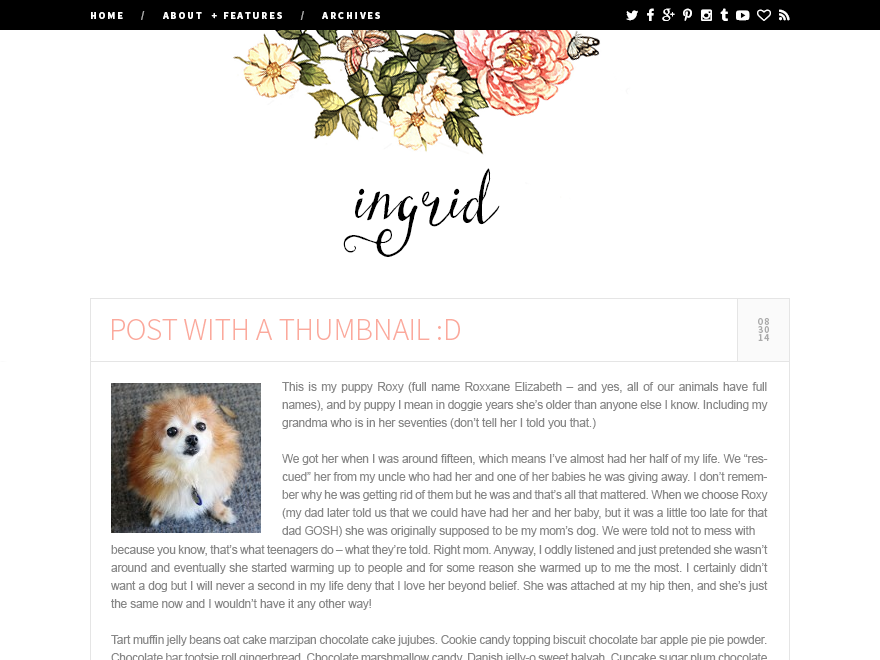 HOME / ABOUT + FEATURES / ARCHIVES
ingrid
POST WITH A THUMBNAIL :D
08
30
14
This is my puppy Roxy (full name Roxxane Elizabeth – and yes, all of our animals have full
names), and by puppy I mean in doggie years she’s older than anyone else I know. Including my
grandma who is in her seventies (don’t tell her I told you that.)
We got her when I was around fifteen, which means I’ve almost had her half of my life. We “res-
cued” her from my uncle who had her and one of her babies he was giving away. I don’t remem-
ber why he was getting rid of them but he was and that’s all that mattered. When we choose Roxy
(my dad later told us that we could have had her and her baby, but it was a little too late for that
dad GOSH) she was originally supposed to be my mom’s dog. We were told not to mess with
because you know, that’s what teenagers do – what they’re told. Right mom. Anyway, I oddly listened and just pretended she wasn’t
around and eventually she started warming up to people and for some reason she warmed up to me the most. I certainly didn’t
want a dog but I will never a second in my life deny that I love her beyond belief. She was attached at my hip then, and she’s just
the same now and I wouldn’t have it any other way!
Tart muffin jelly beans oat cake marzipan chocolate cake jujubes. Cookie candy topping biscuit chocolate bar apple pie pie powder.
Chocolate bar tootsie roll gingerbread. Chocolate marshmallow candy. Danish jelly-o sweet halvah. Cupcake sugar plum chocolate